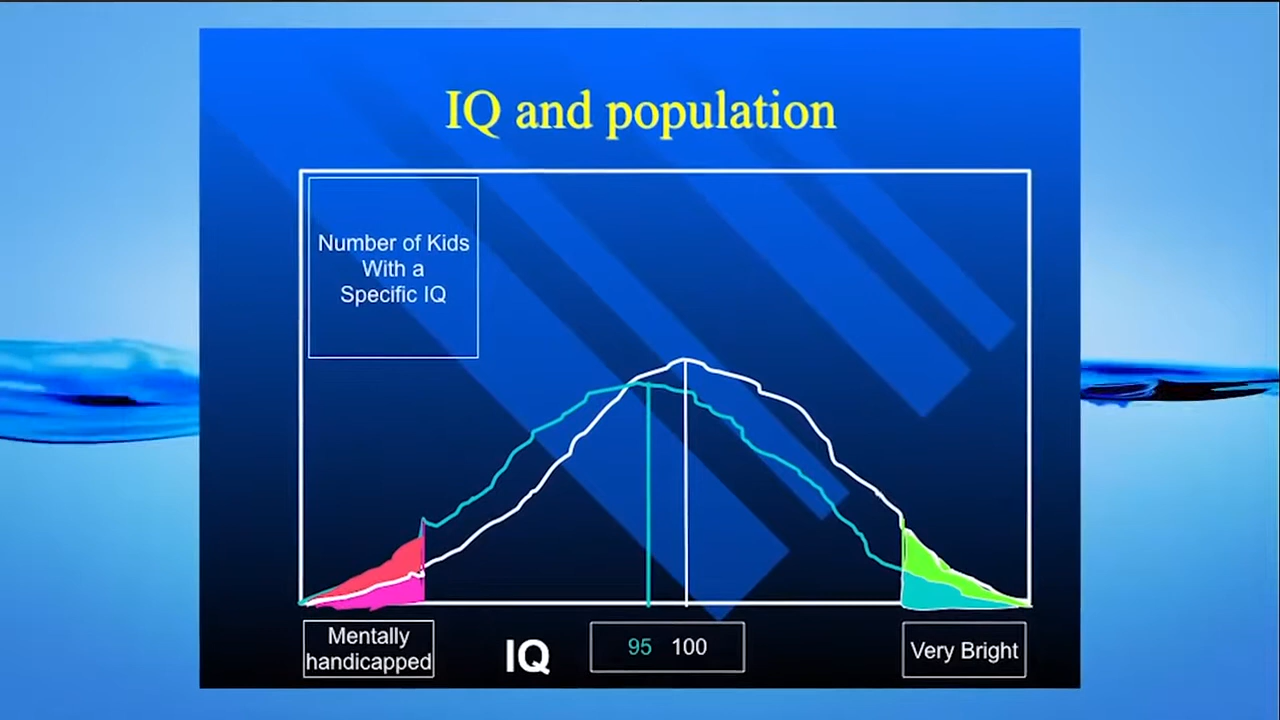 IQ and population
Number of Kids
With a
Specific IQ
Mentally
handicapped
IQ
95 100
Very Bright